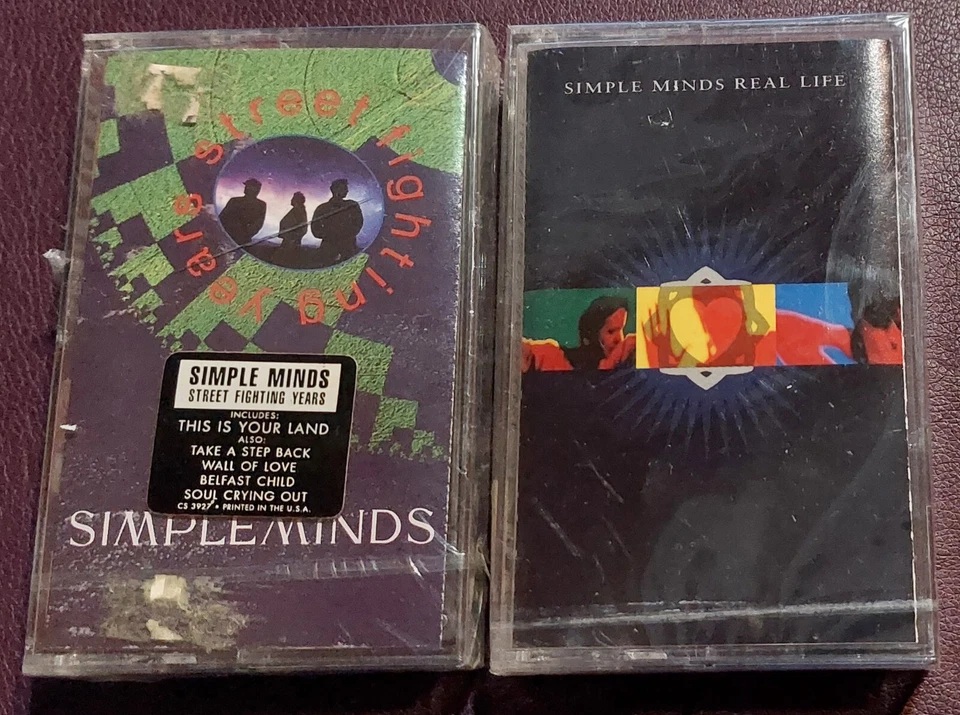 street fighting years
SIMPLE MINDS
STREET FIGHTING YEARS
INCLUDES:
THIS IS YOUR LAND
ALSO:
TAKE A STEP BACK
WALL OF LOVE
BELFAST CHILD
SOUL CRYING OUT
CS 3927 • PRINTED IN THE U.S.A.
SIMPLEMINDS
SIMPLE MINDS REAL LIFE